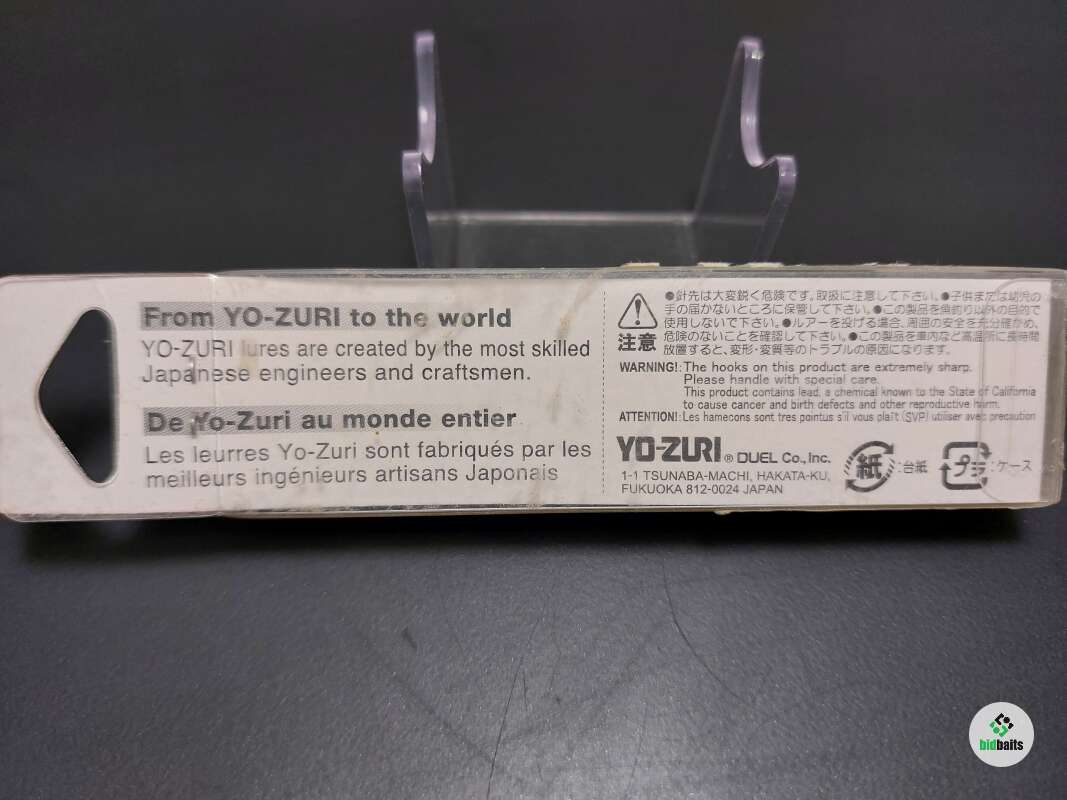 From YO-ZURI to the world
YO-ZURI lures are created by the most skilled
Japanese engineers and craftsmen.
De Yo-Zuri au monde entier
Les leurres Yo-Zuri sont fabriqués par les
meilleurs ingénieurs artisans Japonais
注意
●針先は大変鋭く危険です。取扱に注意して下さい。●子供または幼児の
手の届かないところに保管して下さい。●この製品を魚釣り以外の目的で
使用しないで下さい。●ルアーを投げる場合、周囲の安全を充分確かめ、
危険のないことを確認して下さい。●この製品を車内など高温所に長時間
放置すると、変形・変質等のトラブルの原因になります。
WARNING!: The hooks on this product are extremely sharp.
Please handle with special care.
This product contains lead, a chemical known to the State of California
to cause cancer and birth defects and other reproductive harm.
ATTENTION!: Les hamecons sont tres pointus s'il vous plaît (SVP) utiliser avec précaution
YO-ZURI ® DUEL Co., Inc.
1-1 TSUNABA-MACHI, HAKATA-KU,
FUKUOKA 812-0024 JAPAN
紙:台紙
プラ:ケース
bidbaits